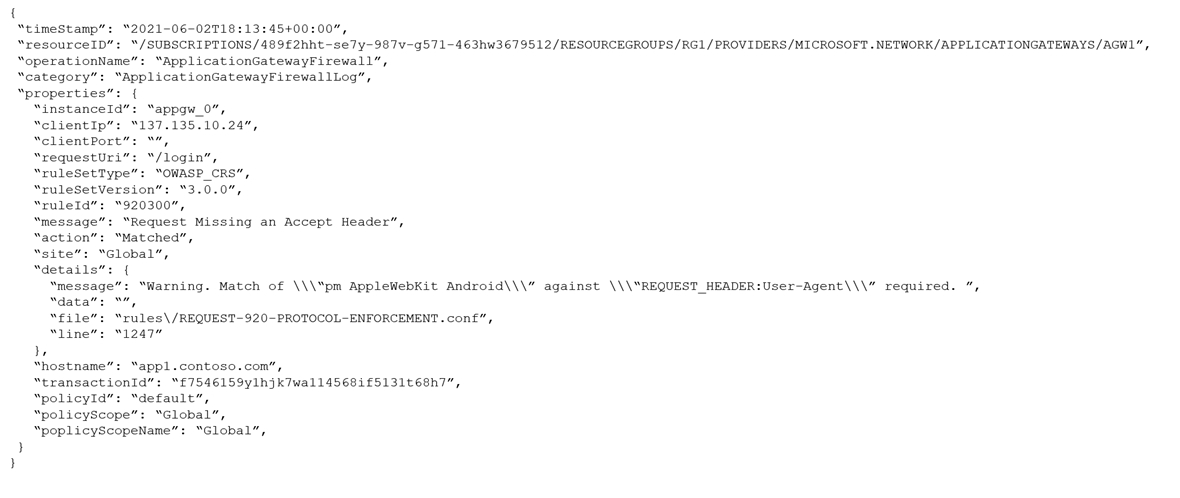 {
“timeStamp”: “2021-06-02T18:13:45+00:00”,
“resourceID”: “/SUBSCRIPTIONS/489f2hht-se7y-987v-g571-463hw3679512/RESOURCEGROUPS/RG1/PROVIDERS/MICROSOFT.NETWORK/APPLICATIONGATEWAYS/AGW1”,
“operationName”: “ApplicationGatewayFirewall”,
“category”: “ApplicationGatewayFirewallLog”,
“properties”: {
“instanceId”: “appgw_0”,
“clientIp”: “137.135.10.24”,
“clientPort”: “”,
“requestUri”: “/login”,
“ruleSetType”: “OWASP_CRS”,
“ruleSetVersion”: “3.0.0”,
“ruleId”: “920300”,
“message”: “Request Missing an Accept Header”,
“action”: “Matched”,
“site”: “Global”,
“details”: {
“message”: “Warning. Match of \\\“pm AppleWebKit Android\\\” against \\\“REQUEST_HEADER:User-Agent\\\” required. ”,
“data”: “”,
“file”: “rules\/REQUEST-920-PROTOCOL-ENFORCEMENT.conf”,
“line”: “1247”
},
“hostname”: “app1.contoso.com”,
“transactionId”: “f7546159y1hjk7wal14568if5131t68h7”,
“policyId”: “default”,
“policyScope”: “Global”,
“poplicyScopeName”: “Global”,
}
}